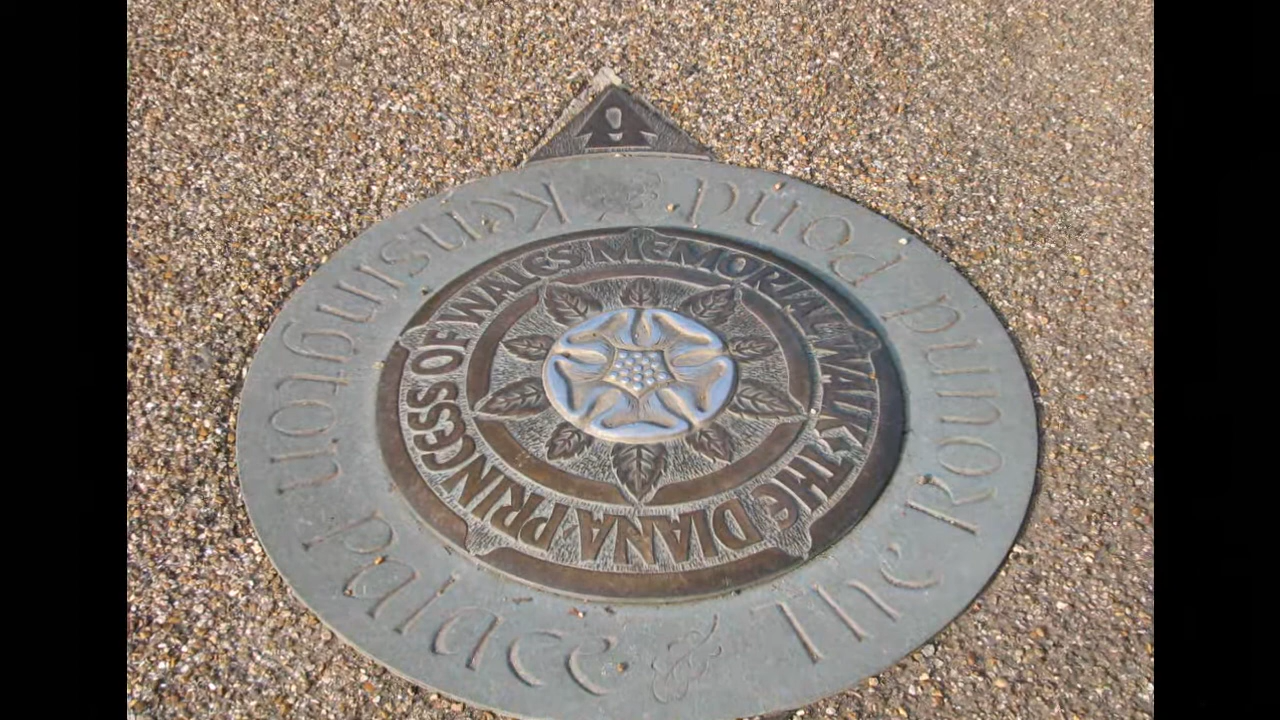 THE DIANA PRINCESS OF WALES MEMORIAL WALK
Kensington palace
The Round pond